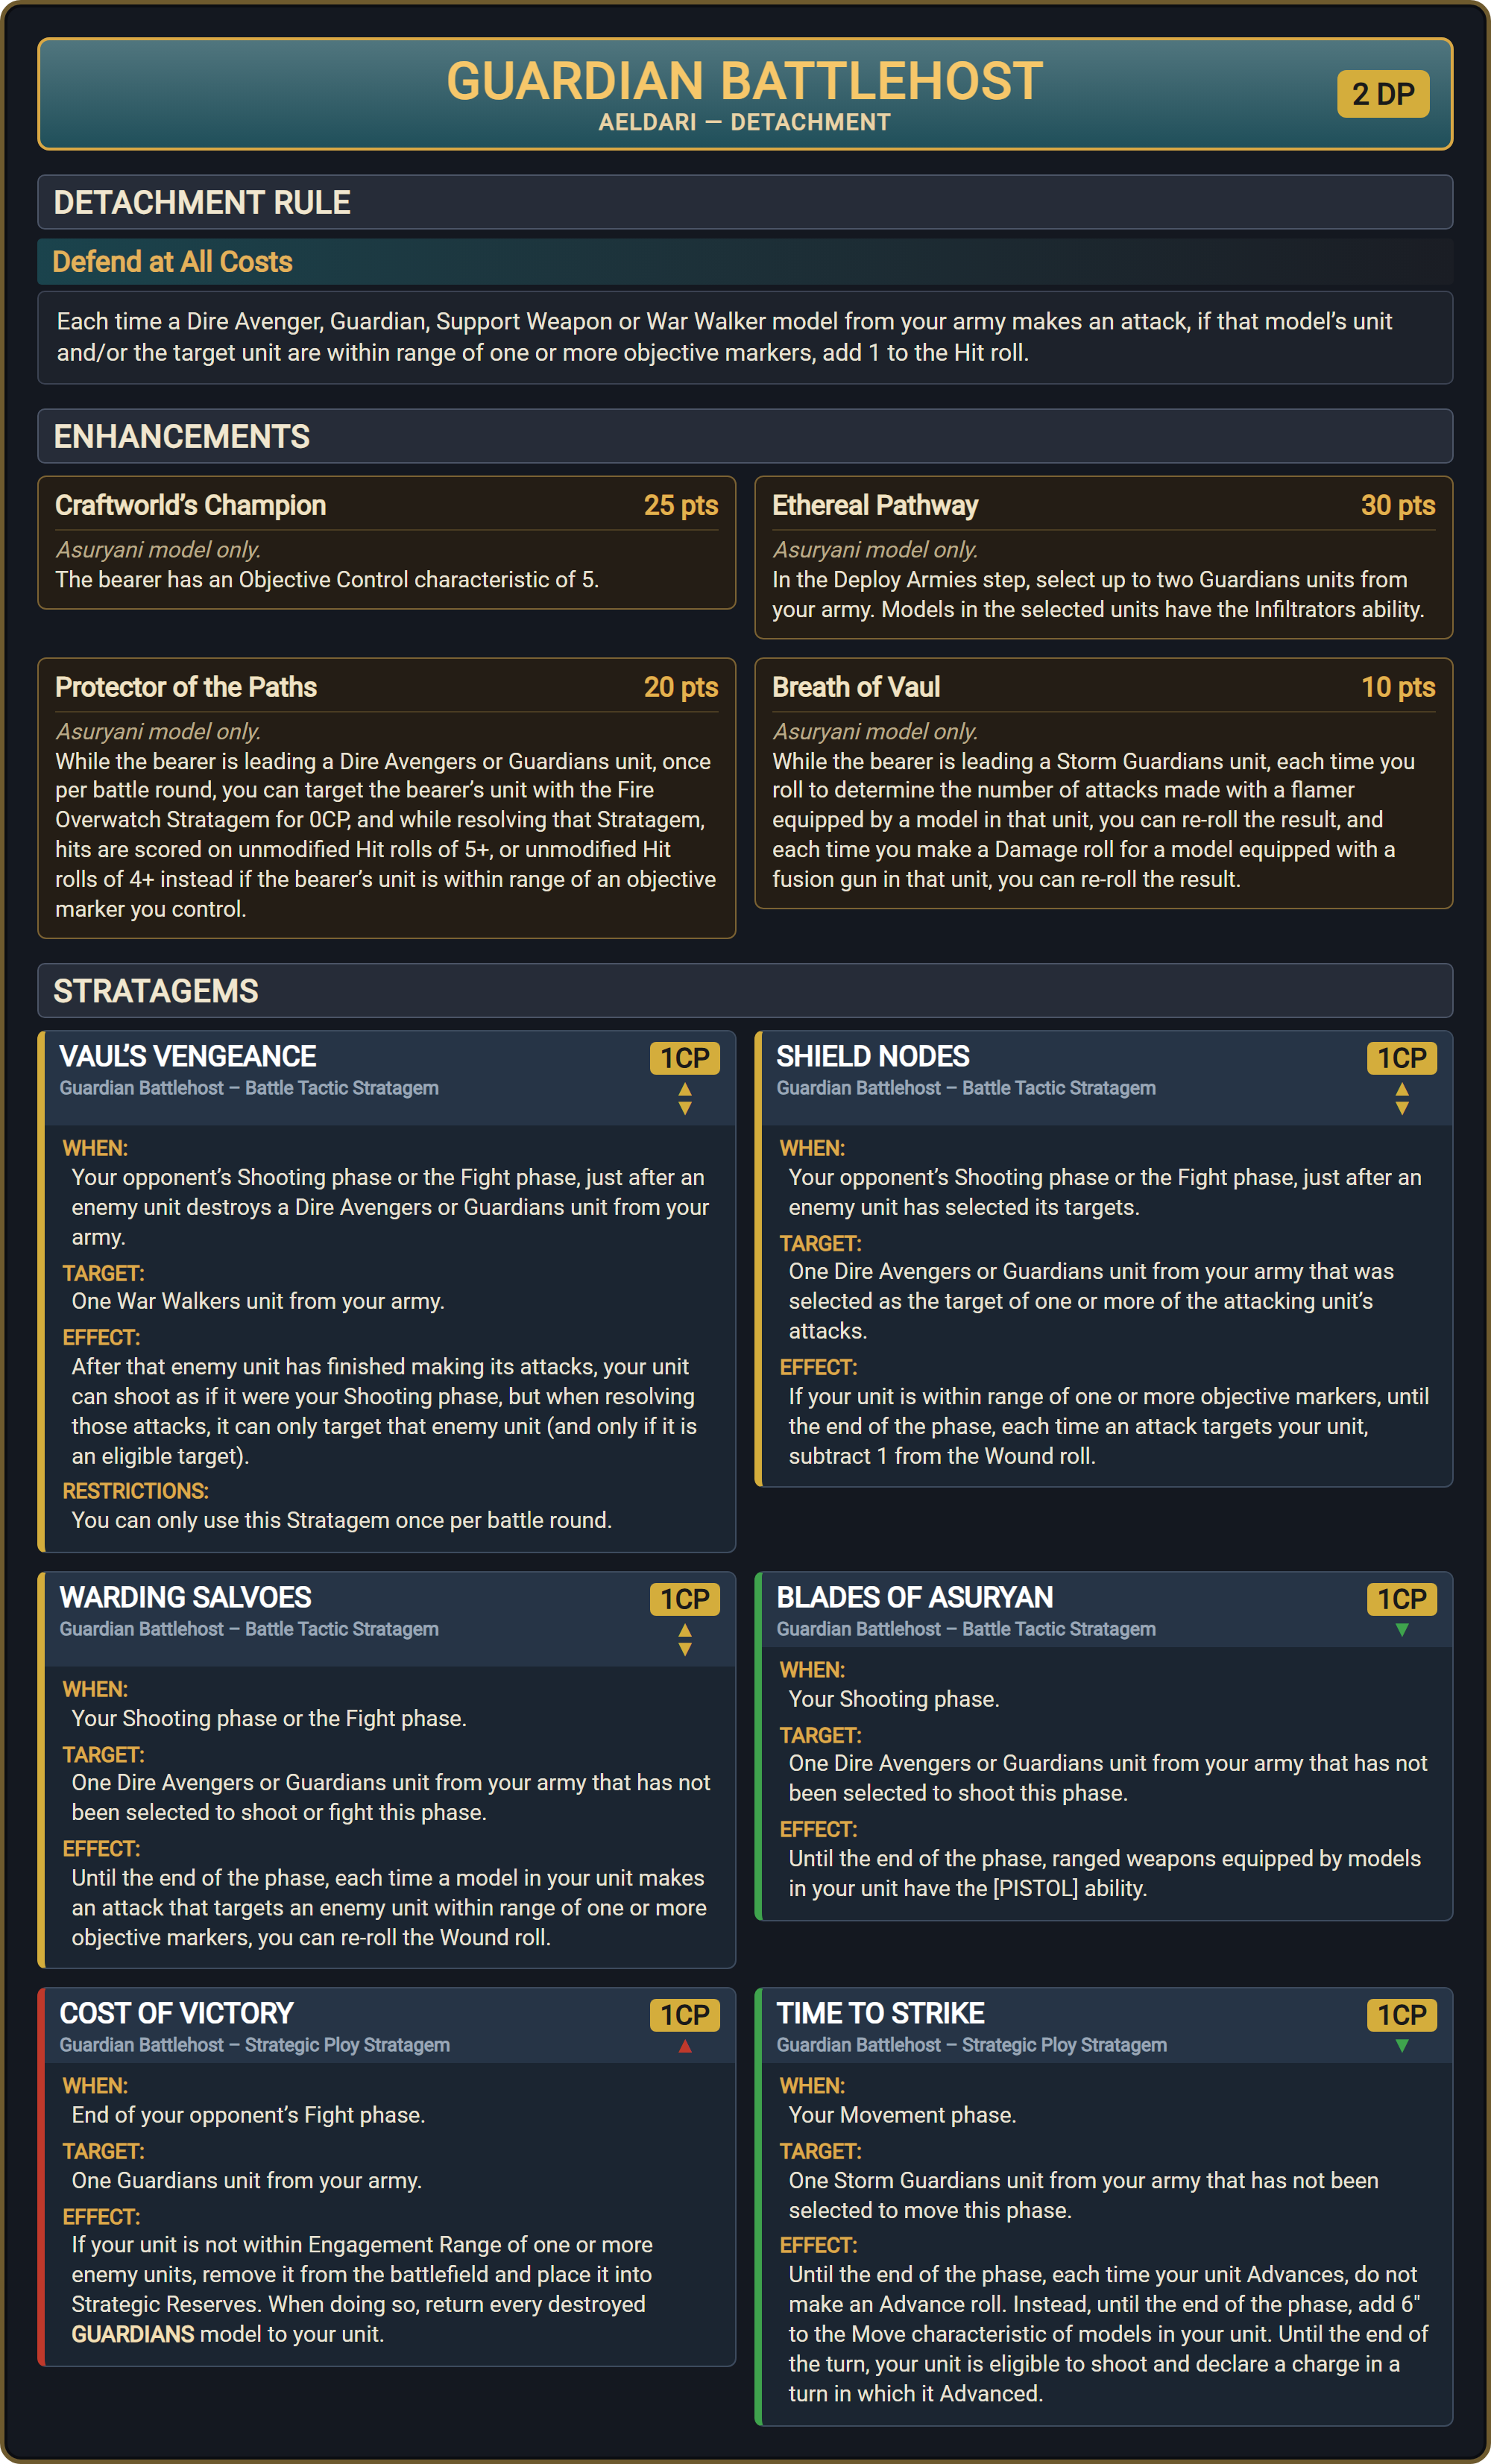 GUARDIAN BATTLEHOST
AELDARI — DETACHMENT
2 DP
DETACHMENT RULE
Defend at All Costs
Each time a Dire Avenger, Guardian, Support Weapon or War Walker model from your army makes an attack, if that model’s unit
and/or the target unit are within range of one or more objective markers, add 1 to the Hit roll.
ENHANCEMENTS
Craftworld’s Champion
25 pts
Asuryani model only.
The bearer has an Objective Control characteristic of 5.
Ethereal Pathway
30 pts
Asuryani model only.
In the Deploy Armies step, select up to two Guardians units from
your army. Models in the selected units have the Infiltrators ability.
Protector of the Paths
20 pts
Asuryani model only.
While the bearer is leading a Dire Avengers or Guardians unit, once
per battle round, you can target the bearer’s unit with the Fire
Overwatch Stratagem for 0CP, and while resolving that Stratagem,
hits are scored on unmodified Hit rolls of 5+, or unmodified Hit
rolls of 4+ instead if the bearer’s unit is within range of an objective
marker you control.
Breath of Vaul
10 pts
Asuryani model only.
While the bearer is leading a Storm Guardians unit, each time you
roll to determine the number of attacks made with a flamer
equipped by a model in that unit, you can re-roll the result, and
each time you make a Damage roll for a model equipped with a
fusion gun in that unit, you can re-roll the result.
STRATAGEMS
VAUL’S VENGEANCE
1CP
Guardian Battlehost – Battle Tactic Stratagem
▲
▼
WHEN:
Your opponent’s Shooting phase or the Fight phase, just after an
enemy unit destroys a Dire Avengers or Guardians unit from your
army.
TARGET:
One War Walkers unit from your army.
EFFECT:
After that enemy unit has finished making its attacks, your unit
can shoot as if it were your Shooting phase, but when resolving
those attacks, it can only target that enemy unit (and only if it is
an eligible target).
RESTRICTIONS:
You can only use this Stratagem once per battle round.
SHIELD NODES
1CP
Guardian Battlehost – Battle Tactic Stratagem
▲
▼
WHEN:
Your opponent’s Shooting phase or the Fight phase, just after an
enemy unit has selected its targets.
TARGET:
One Dire Avengers or Guardians unit from your army that was
selected as the target of one or more of the attacking unit’s
attacks.
EFFECT:
If your unit is within range of one or more objective markers, until
the end of the phase, each time an attack targets your unit,
subtract 1 from the Wound roll.
WARDING SALVOES
1CP
Guardian Battlehost – Battle Tactic Stratagem
▲
▼
WHEN:
Your Shooting phase or the Fight phase.
TARGET:
One Dire Avengers or Guardians unit from your army that has not
been selected to shoot or fight this phase.
EFFECT:
Until the end of the phase, each time a model in your unit makes
an attack that targets an enemy unit within range of one or more
objective markers, you can re-roll the Wound roll.
BLADES OF ASURYAN
1CP
Guardian Battlehost – Battle Tactic Stratagem
▼
WHEN:
Your Shooting phase.
TARGET:
One Dire Avengers or Guardians unit from your army that has not
been selected to shoot this phase.
EFFECT:
Until the end of the phase, ranged weapons equipped by models
in your unit have the [PISTOL] ability.
COST OF VICTORY
1CP
Guardian Battlehost – Strategic Ploy Stratagem
▲
WHEN:
End of your opponent’s Fight phase.
TARGET:
One Guardians unit from your army.
EFFECT:
If your unit is not within Engagement Range of one or more
enemy units, remove it from the battlefield and place it into
Strategic Reserves. When doing so, return every destroyed
GUARDIANS model to your unit.
TIME TO STRIKE
1CP
Guardian Battlehost – Strategic Ploy Stratagem
▼
WHEN:
Your Movement phase.
TARGET:
One Storm Guardians unit from your army that has not been
selected to move this phase.
EFFECT:
Until the end of the phase, each time your unit Advances, do not
make an Advance roll. Instead, until the end of the phase, add 6"
to the Move characteristic of models in your unit. Until the end of
the turn, your unit is eligible to shoot and declare a charge in a
turn in which it Advanced.